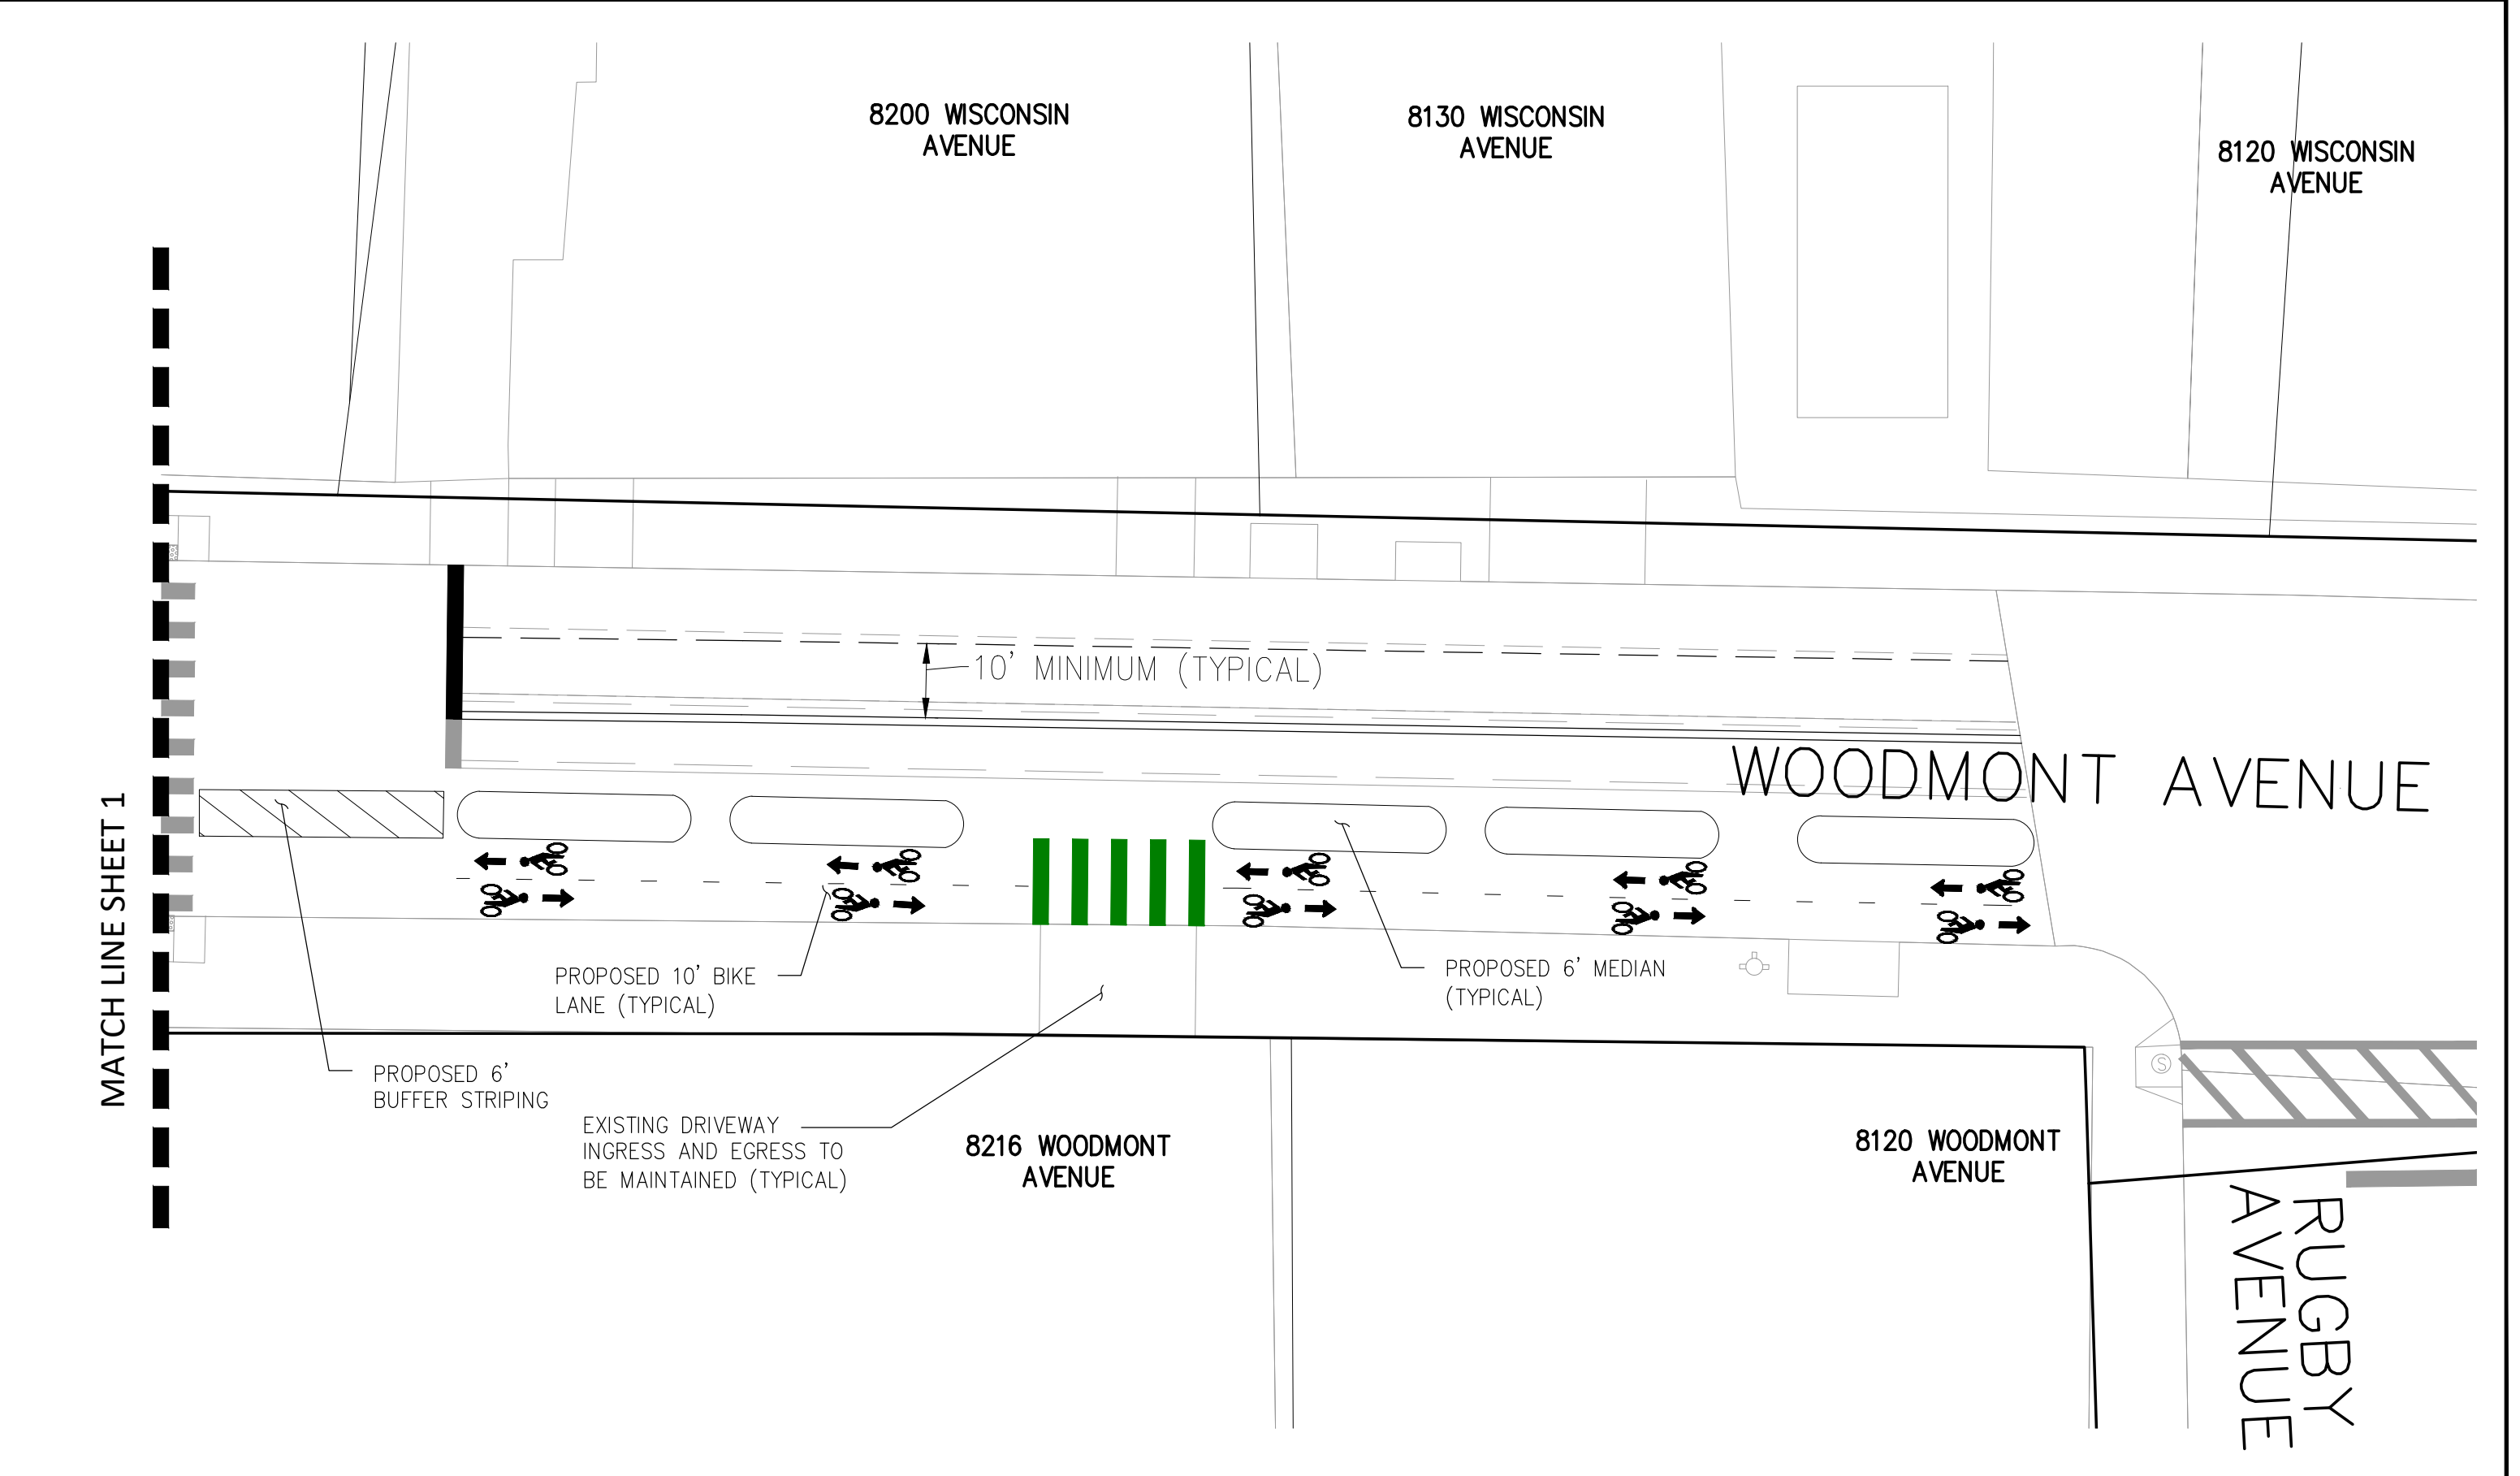 8200 WISCONSIN
AVENUE
8130 WISCONSIN
AVENUE
8120 WISCONSIN
AVENUE
10' MINIMUM (TYPICAL)
WOODMONT AVENUE
MATCH LINE SHEET 1
PROPOSED 10' BIKE
LANE (TYPICAL)
PROPOSED 6' MEDIAN
(TYPICAL)
PROPOSED 6'
BUFFER STRIPING
EXISTING DRIVEWAY
INGRESS AND EGRESS TO
BE MAINTAINED (TYPICAL)
8216 WOODMONT
AVENUE
8120 WOODMONT
AVENUE
S
RUGBY
AVENUE